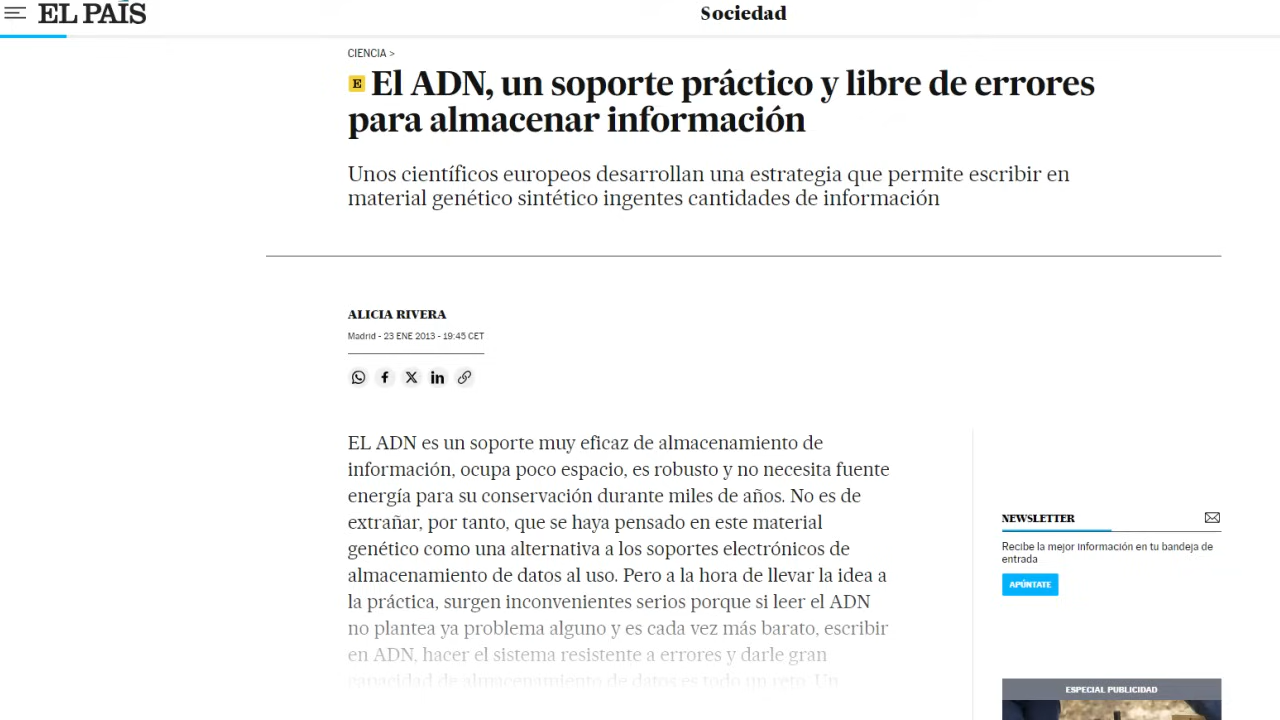 EL PAÍS
Sociedad
CIENCIA >
E El ADN, un soporte práctico y libre de errores
para almacenar información
Unos científicos europeos desarrollan una estrategia que permite escribir en
material genético sintético ingentes cantidades de información
ALICIA RIVERA
Madrid - 23 ENE 2013 - 19:45 CET
EL ADN es un soporte muy eficaz de almacenamiento de
información, ocupa poco espacio, es robusto y no necesita fuente
energía para su conservación durante miles de años. No es de
extrañar, por tanto, que se haya pensado en este material
genético como una alternativa a los soportes electrónicos de
almacenamiento de datos al uso. Pero a la hora de llevar la idea a
la práctica, surgen inconvenientes serios porque si leer el ADN
no plantea ya problema alguno y es cada vez más barato, escribir
en ADN, hacer el sistema resistente a errores y darle gran
capacidad de almacenamiento de datos es todo un reto. Un
NEWSLETTER
Recibe la mejor información en tu bandeja de
entrada
APÚNTATE
ESPECIAL PUBLICIDAD